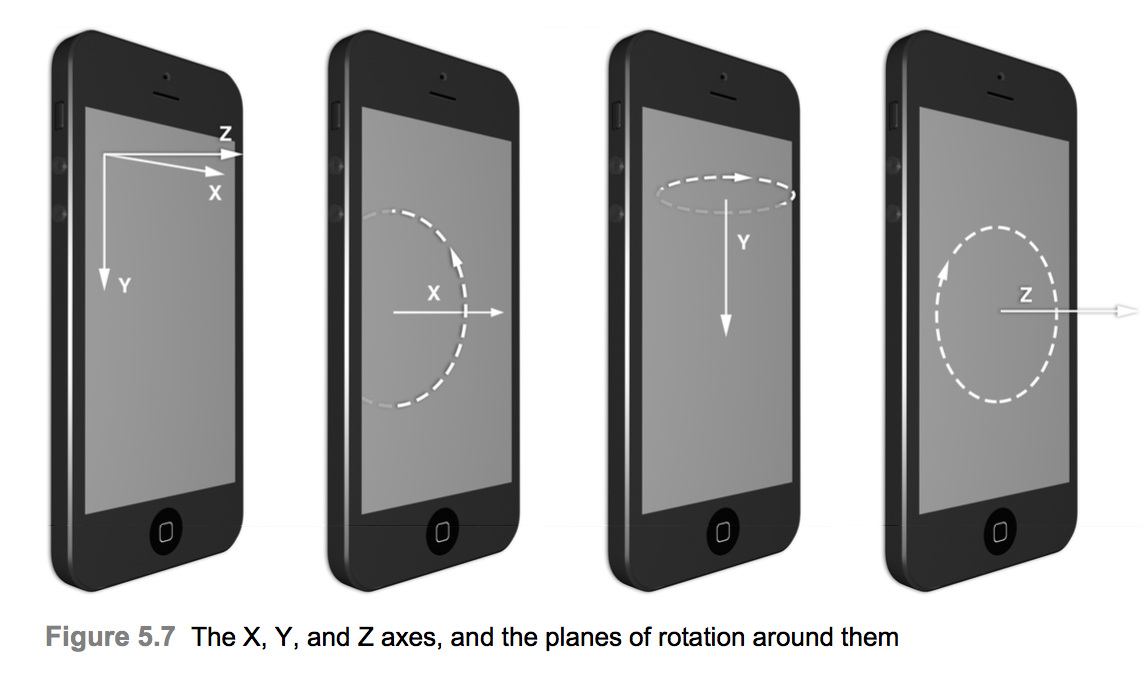 Z
X
Y
X
Y
Z
Figure 5.7 The X, Y, and Z axes, and the planes of rotation around them